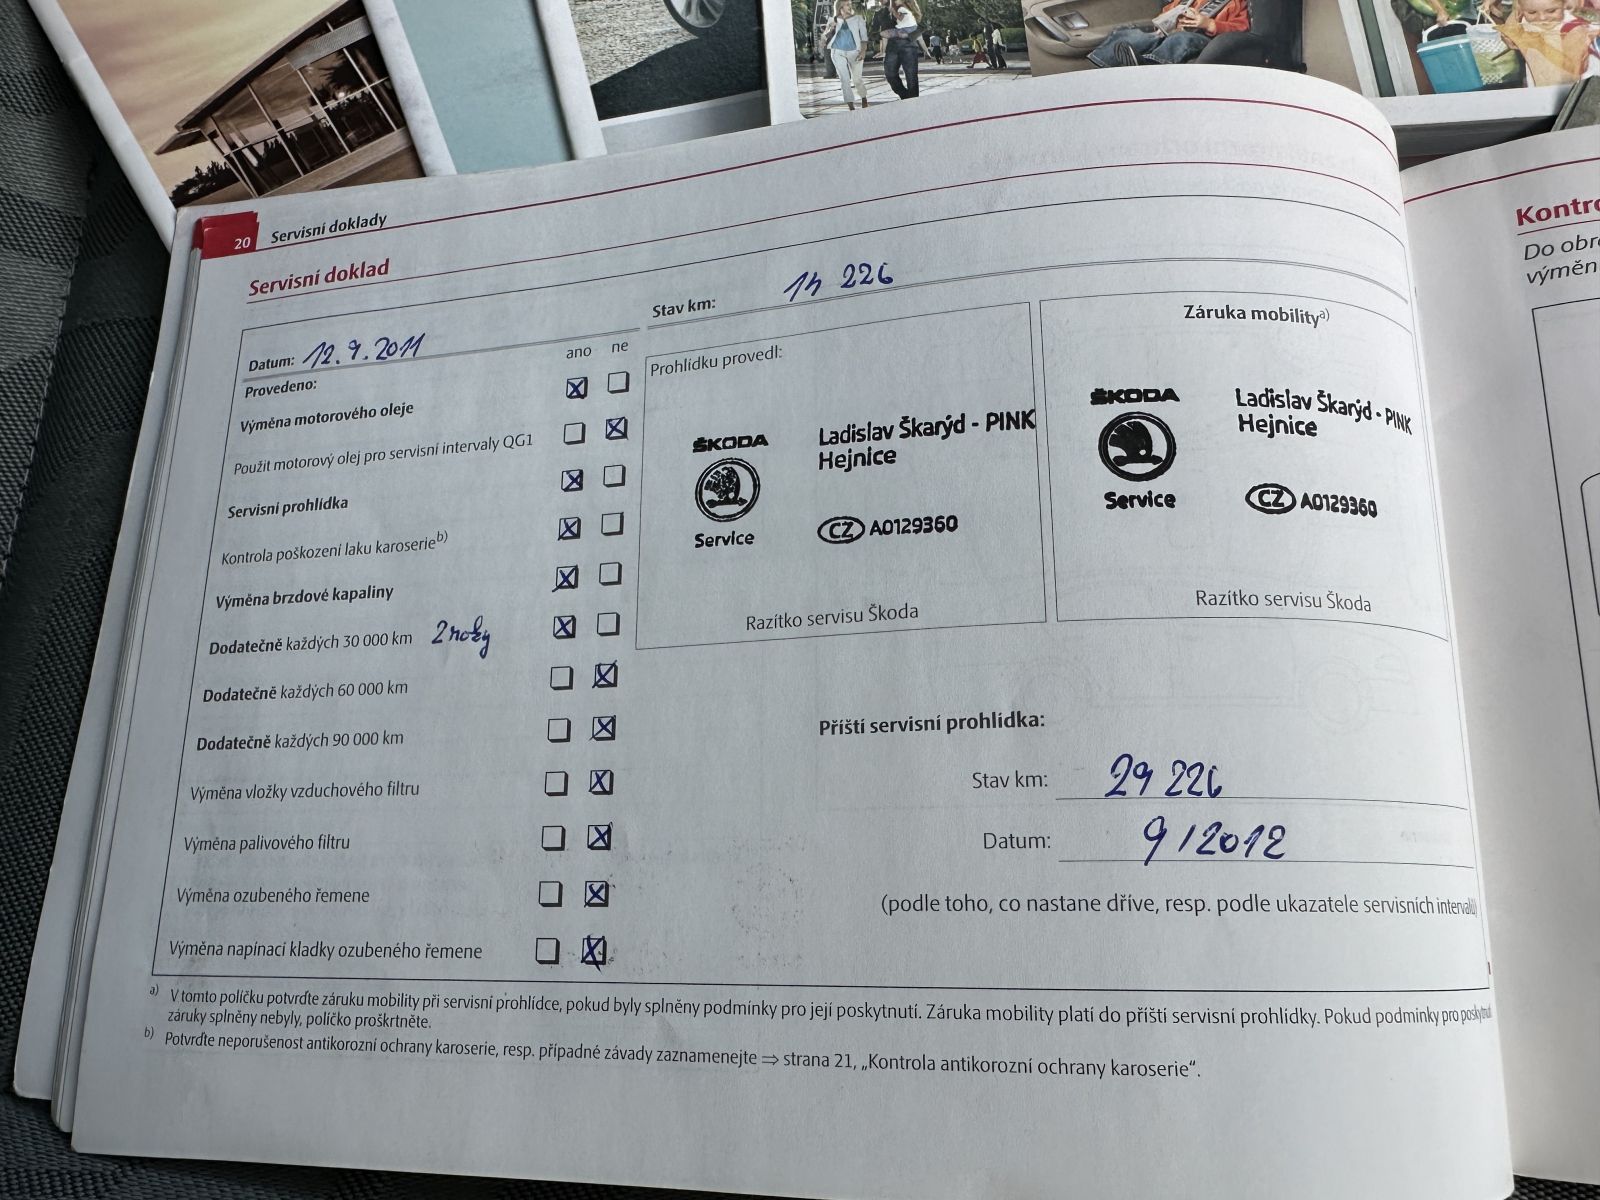 20 Servisní doklady
Servisní doklad
Datum: 12.9.2011
Stav km: 14 226
Provedeno:
ano ne
Výměna motorového oleje
Použit motorový olej pro servisní intervaly QG1
Servisní prohlídka
Kontrola poškození laku karoserie b)
Výměna brzdové kapaliny
Dodatečně každých 30 000 km 2 roky
Dodatečně každých 60 000 km
Dodatečně každých 90 000 km
Výměna vložky vzduchového filtru
Výměna palivového filtru
Výměna ozubeného řemene
Výměna napínací kladky ozubeného řemene
Prohlídku provedl:
ŠKODA
Service
Ladislav Škarýd - PINK
Hejnice
CZ A0129360
Razítko servisu Škoda
Záruka mobility a)
ŠKODA
Service
Ladislav Škarýd - PINK
Hejnice
CZ A0129360
Razítko servisu Škoda
Příští servisní prohlídka:
Stav km: 29 226
Datum: 9/2012
(podle toho, co nastane dříve, resp. podle ukazatele servisních intervalů)
a) V tomto políčku potvrďte záruku mobility při servisní prohlídce, pokud byly splněny podmínky pro její poskytnutí. Záruka mobility platí do příští servisní prohlídky. Pokud podmínky pro poskytnutí
záruky splněny nebyly, políčko proškrtněte.
b) Potvrďte neporušenost antikorozní ochrany karoserie, resp. případné závady zaznamenejte ⇒ strana 21, „Kontrola antikorozní ochrany karoserie“.
Kontro
Do obr
výměn